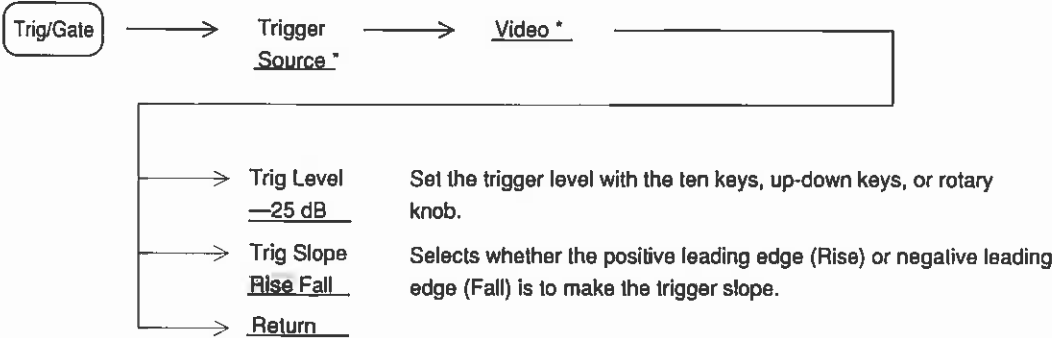 Trig/Gate Trigger Video *
Source *
Trig Level Set the trigger level with the ten keys, up-down keys, or rotary
—25 dB knob.
Trig Slope Selects whether the positive leading edge (Rise) or negative leading
Rise Fall edge (Fall) is to make the trigger slope.
Return